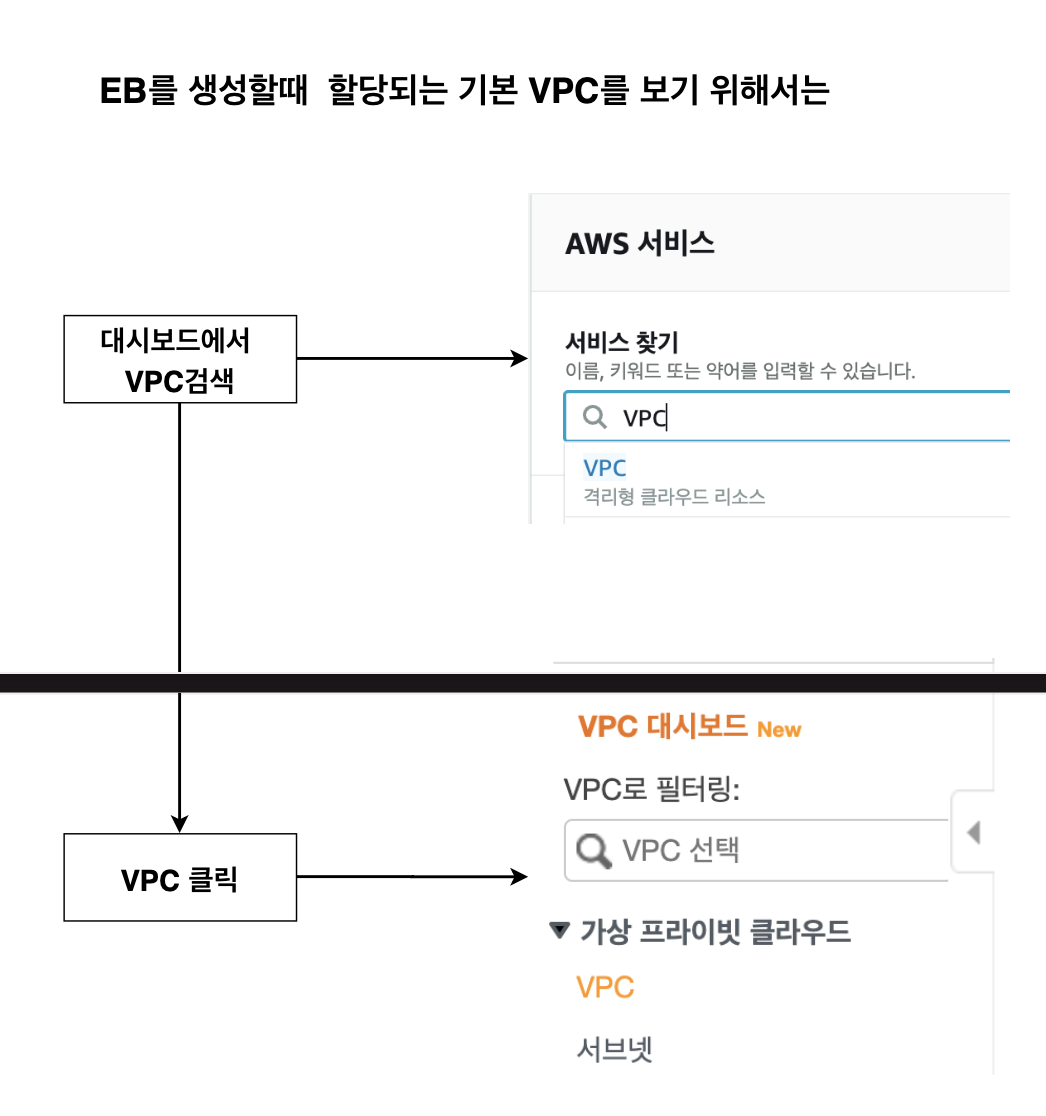 EB를 생성할때 할당되는 기본 VPC를 보기 위해서는
대시보드에서
VPC검색
AWS 서비스
서비스 찾기
이름, 키워드 또는 약어를 입력할 수 있습니다.
VPC
VPC
격리형 클라우드 리소스
VPC 클릭
VPC 대시보드 New
VPC로 필터링:
VPC 선택
가상 프라이빗 클라우드
VPC
서브넷